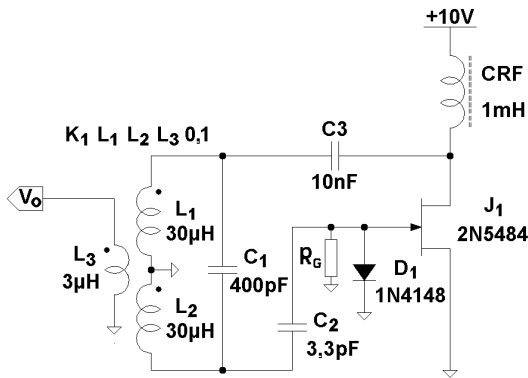 +10V
CRF
1mH
K1 L1 L2 L3 0,1
C3
10nF
Vo
L1
30µH
J1
2N5484
L3
3µH
C1
400pF
RG
D1
1N4148
L2
30µH
C2
3,3pF